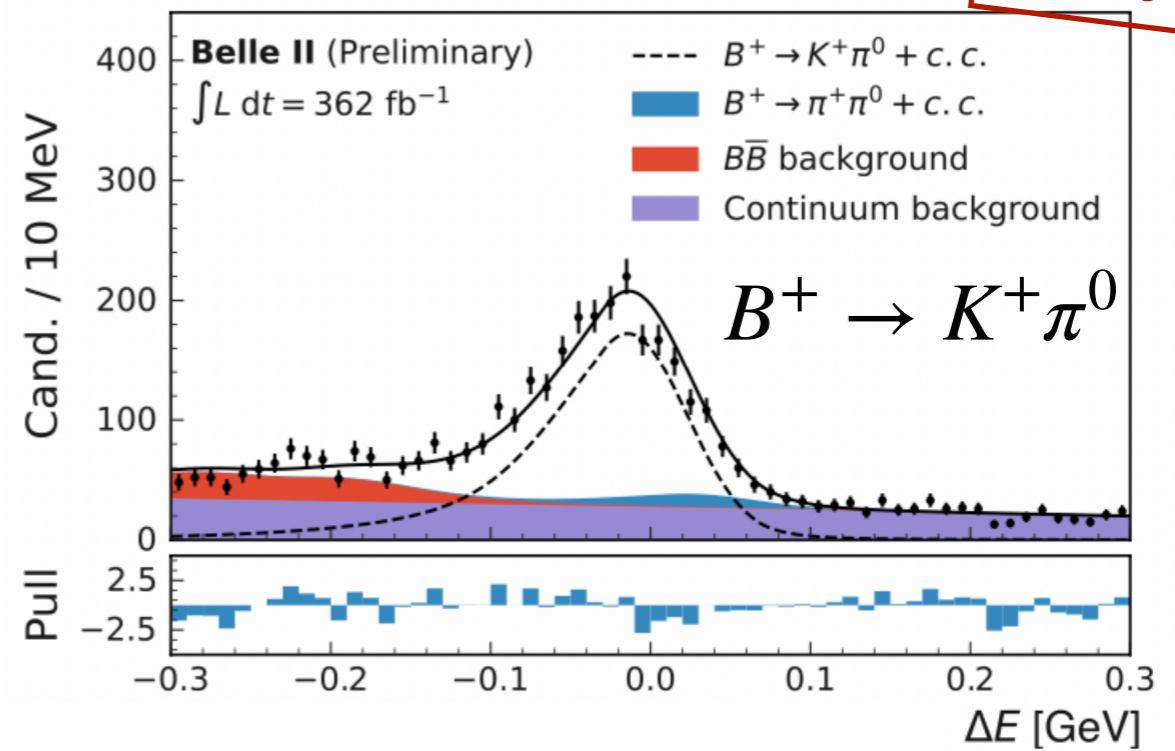 Belle II (Preliminary)
∫L dt = 362 fb⁻¹
B⁺ → K⁺π⁰ + c. c.
B⁺ → π⁺π⁰ + c. c.
BB̅ background
Continuum background
B⁺ → K⁺π⁰
Cand. / 10 MeV
400
300
200
100
0
Pull
2.5
−2.5
−0.3 −0.2 −0.1 0.0 0.1 0.2 0.3
ΔE [GeV]